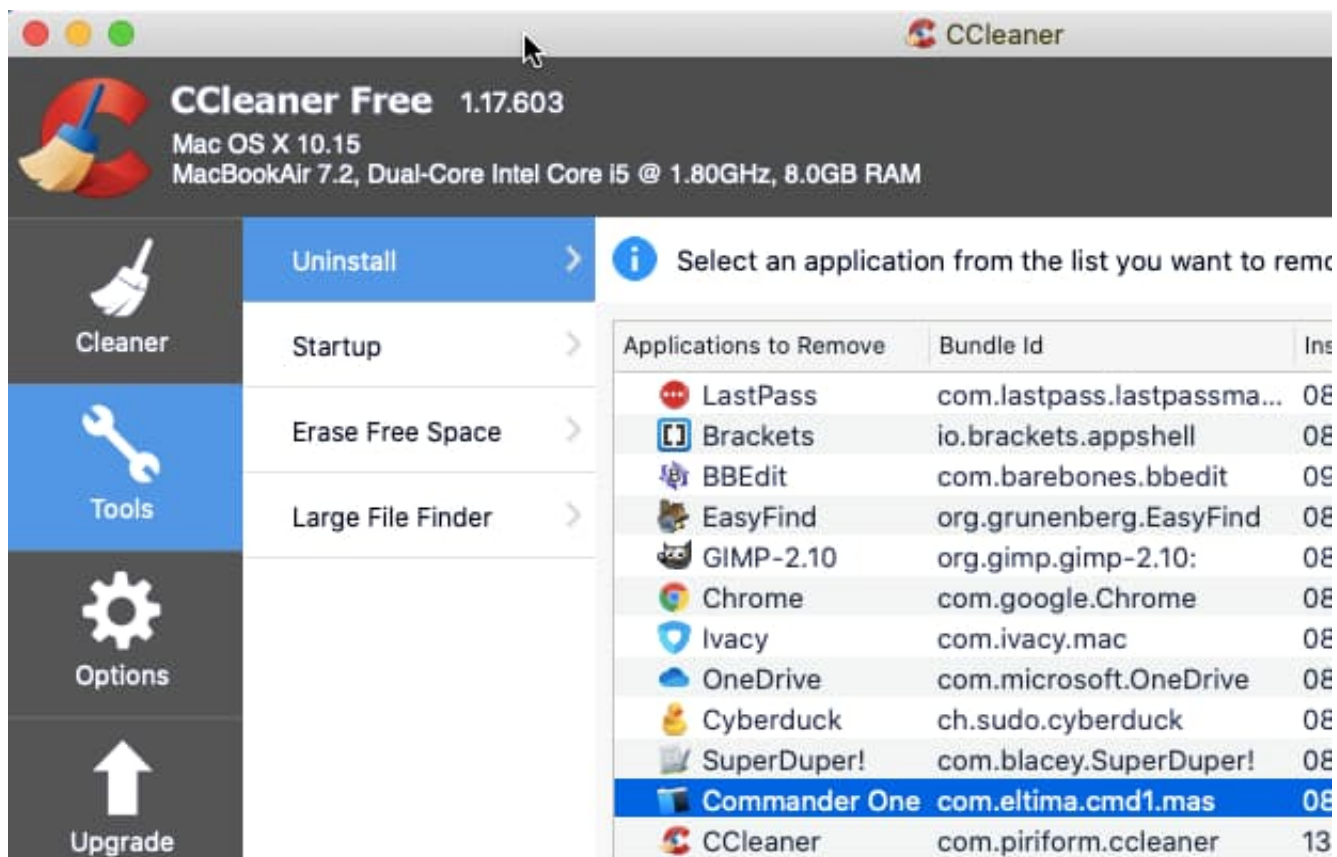 CCleaner
CCleaner Free 1.17.603
Mac OS X 10.15
MacBookAir 7.2, Dual-Core Intel Core i5 @ 1.80GHz, 8.0GB RAM
Cleaner
Tools
Options
Upgrade
Uninstall
Startup
Erase Free Space
Large File Finder
Select an application from the list you want to remo
Applications to Remove Bundle Id Ins
LastPass com.lastpass.lastpassma... 08
Brackets io.brackets.appshell 08
BBEdit com.barebones.bbedit 09
EasyFind org.grunenberg.EasyFind 08
GIMP-2.10 org.gimp.gimp-2.10: 08
Chrome com.google.Chrome 08
Ivacy com.ivacy.mac 08
OneDrive com.microsoft.OneDrive 08
Cyberduck ch.sudo.cyberduck 08
SuperDuper! com.blacey.SuperDuper! 08
Commander One com.eltima.cmd1.mas 08
CCleaner com.piriform.ccleaner 13